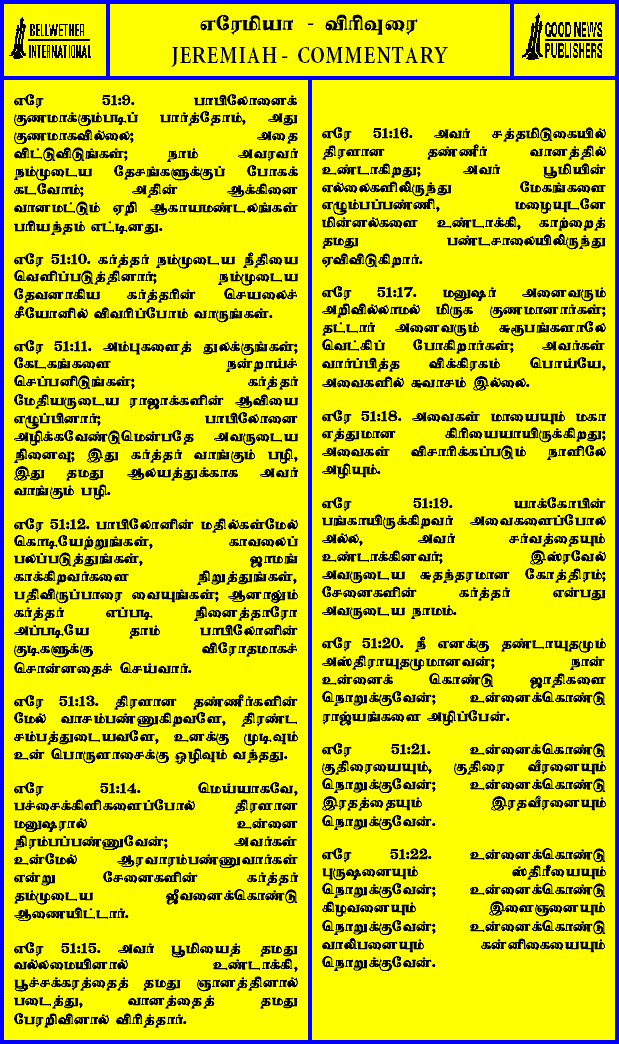 BELLWETHER
INTERNATIONAL
எரேமியா - விரிவுரை
JEREMIAH - COMMENTARY
GOOD NEWS
PUBLISHERS
எரே 51:9. பாபிலோனைக்
குணமாக்கும்படிப் பார்த்தோம், அது
குணமாகவில்லை; அதை
விட்டுவிடுங்கள்; நாம் அவரவர்
நம்முடைய தேசங்களுக்குப் போகக்
கடவோம்; அதின் ஆக்கினை
வானமட்டும் ஏறி ஆகாயமண்டலங்கள்
பரியந்தம் எட்டினது.
எரே 51:10. கர்த்தர் நம்முடைய நீதியை
வெளிப்படுத்தினார்; நம்முடைய
தேவனாகிய கர்த்தரின் செயலைச்
சீயோனில் விவரிப்போம் வாருங்கள்.
எரே 51:11. அம்புகளைத் துலக்குங்கள்;
கேடகங்களை நன்றாய்ச்
செப்பனிடுங்கள்; கர்த்தர்
மேதியருடைய ராஜாக்களின் ஆவியை
எழுப்பினார்; பாபிலோனை
அழிக்கவேண்டுமென்பதே அவருடைய
நினைவு; இது கர்த்தர் வாங்கும் பழி,
இது தமது ஆலயத்துக்காக அவர்
வாங்கும் பழி.
எரே 51:12. பாபிலோனின் மதில்கள்மேல்
கொடியேற்றுங்கள், காவலைப்
பலப்படுத்துங்கள், ஜாமங்
காக்கிறவர்களை நிறுத்துங்கள்,
பதிவிருப்பாரை வையுங்கள்; ஆனாலும்
கர்த்தர் எப்படி நினைத்தாரோ
அப்படியே தாம் பாபிலோனின்
குடிகளுக்கு விரோதமாகச்
சொன்னதைச் செய்வார்.
எரே 51:13. திரளான தண்ணீர்களின்
மேல் வாசம்பண்ணுகிறவளே, திரண்ட
சம்பத்துடையவளே, உனக்கு முடிவும்
உன் பொருளாசைக்கு ஒழிவும் வந்தது.
எரே 51:14. மெய்யாகவே,
பச்சைக்கிளிகளைப்போல் திரளான
மனுஷரால் உன்னை
நிரம்பப்பண்ணுவேன்; அவர்கள்
உன்மேல் ஆரவாரம்பண்ணுவார்கள்
என்று சேனைகளின் கர்த்தர்
தம்முடைய ஜீவனைக்கொண்டு
ஆணையிட்டார்.
எரே 51:15. அவர் பூமியைத் தமது
வல்லமையினால் உண்டாக்கி,
பூச்சக்கரத்தைத் தமது ஞானத்தினால்
படைத்து, வானத்தைத் தமது
பேரறிவினால் விரித்தார்.
எரே 51:16. அவர் சத்தமிடுகையில்
திரளான தண்ணீர் வானத்தில்
உண்டாகிறது; அவர் பூமியின்
எல்லைகளிலிருந்து மேகங்களை
எழும்பப்பண்ணி, மழையுடனே
மின்னல்களை உண்டாக்கி, காற்றைத்
தமது பண்டசாலையிலிருந்து
ஏவிவிடுகிறார்.
எரே 51:17. மனுஷர் அனைவரும்
அறிவில்லாமல் மிருக குணமானார்கள்;
தட்டார் அனைவரும் சுரூபங்களாலே
வெட்கிப் போகிறார்கள்; அவர்கள்
வார்ப்பித்த விக்கிரகம் பொய்யே,
அவைகளில் சுவாசம் இல்லை.
எரே 51:18. அவைகள் மாயையும் மகா
எத்துமான கிரியையாயிருக்கிறது;
அவைகள் விசாரிக்கப்படும் நாளிலே
அழியும்.
எரே 51:19. யாக்கோபின்
பங்காயிருக்கிறவர் அவைகளைப்போல
அல்ல, அவர் சர்வத்தையும்
உண்டாக்கினவர்; இஸ்ரவேல்
அவருடைய சுதந்தரமான கோத்திரம்;
சேனைகளின் கர்த்தர் என்பது
அவருடைய நாமம்.
எரே 51:20. நீ எனக்கு தண்டாயுதமும்
அஸ்திராயுதமுமானவன்; நான்
உன்னைக் கொண்டு ஜாதிகளை
நொறுக்குவேன்; உன்னைக்கொண்டு
ராஜ்யங்களை அழிப்பேன்.
எரே 51:21. உன்னைக்கொண்டு
குதிரையையும், குதிரை வீரனையும்
நொறுக்குவேன்; உன்னைக்கொண்டு
இரதத்தையும் இரதவீரனையும்
நொறுக்குவேன்.
எரே 51:22. உன்னைக்கொண்டு
புருஷனையும் ஸ்திரீயையும்
நொறுக்குவேன்; உன்னைக்கொண்டு
கிழவனையும் இளைஞனையும்
நொறுக்குவேன்; உன்னைக்கொண்டு
வாலிபனையும் கன்னிகையையும்
நொறுக்குவேன்.